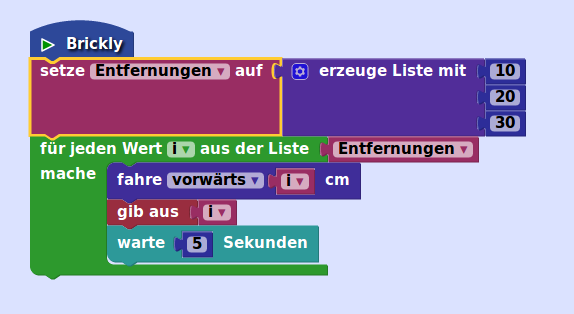 Brickly
setze Entfernungen auf erzeuge Liste mit 10
20
30
für jeden Wert i aus der Liste Entfernungen
mache fahre vorwärts i cm
gib aus i
warte 5 Sekunden